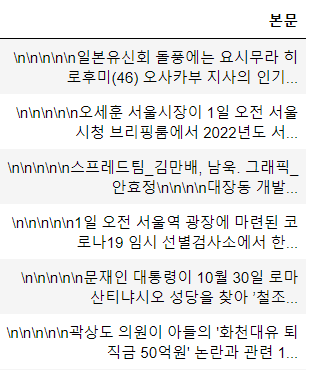 본문
\n\n\n\n\n일본유신회 돌풍에는 요시무라 히
로후미(46) 오사카부 지사의 인기...
\n\n\n\n\n오세훈 서울시장이 1일 오전 서울
시청 브리핑룸에서 2022년도 서...
\n\n\n\n\n스프레드팀_김만배, 남욱. 그래픽_
안효정\n\n\n\n대장동 개발...
\n\n\n\n\n1일 오전 서울역 광장에 마련된 코
로나19 임시 선별검사소에서 한...
\n\n\n\n\n문재인 대통령이 10월 30일 로마
산티냐시오 성당을 찾아 '철조...
\n\n\n\n\n곽상도 의원이 아들의 '화천대유 퇴
직금 50억원' 논란과 관련 1...